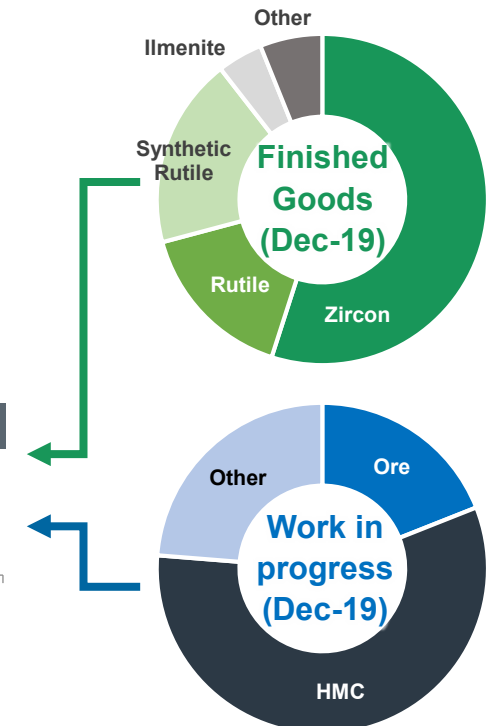 Other
Ilmenite
Synthetic
Rutile
Finished
Goods
(Dec-19)
Rutile
Zircon
Other
Ore
Work in
progress
(Dec-19)
HMC